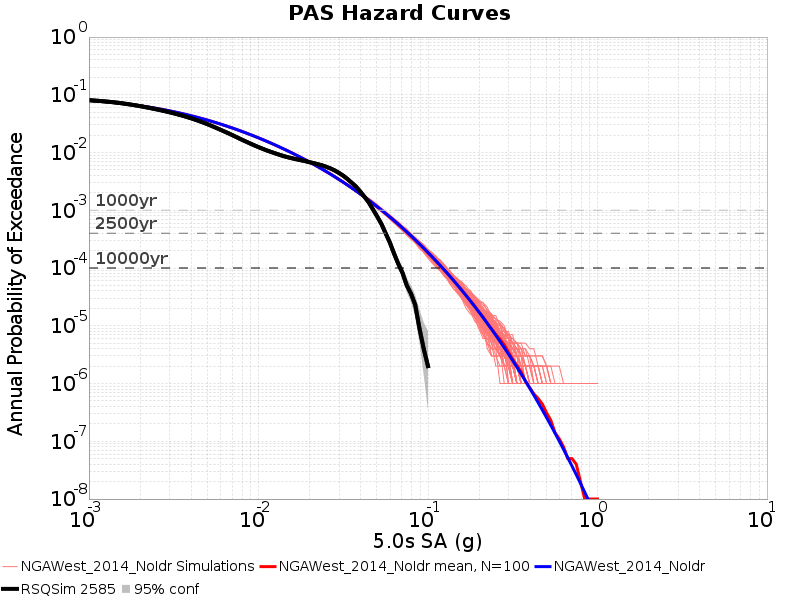 PAS Hazard Curves
Annual Probability of Exceedance
10^0
10^-1
10^-2
10^-3
10^-4
10^-5
10^-6
10^-7
10^-8
1000yr
2500yr
10000yr
10^-3 10^-2 10^-1 10^0 10^1
5.0s SA (g)
NGAWest_2014_NoIdr Simulations NGAWest_2014_NoIdr mean, N=100 NGAWest_2014_NoIdr
RSQSim 2585 95% conf